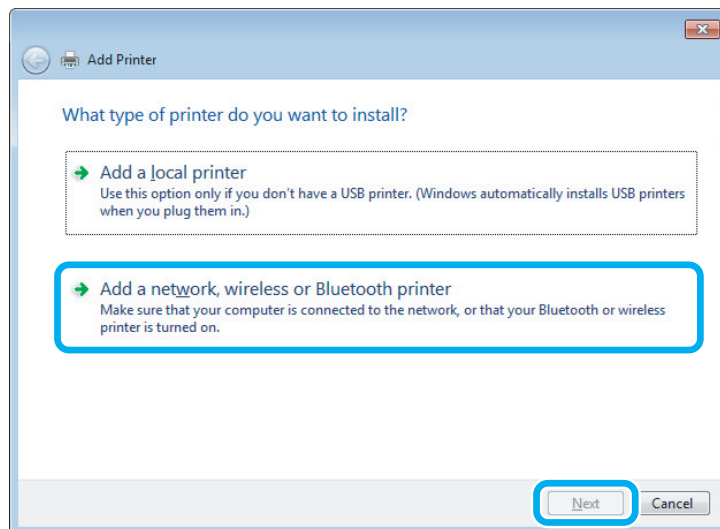 Add Printer
What type of printer do you want to install?
Add a local printer
Use this option only if you don't have a USB printer. (Windows automatically installs USB printers
when you plug them in.)
Add a network, wireless or Bluetooth printer
Make sure that your computer is connected to the network, or that your Bluetooth or wireless
printer is turned on.
Next Cancel